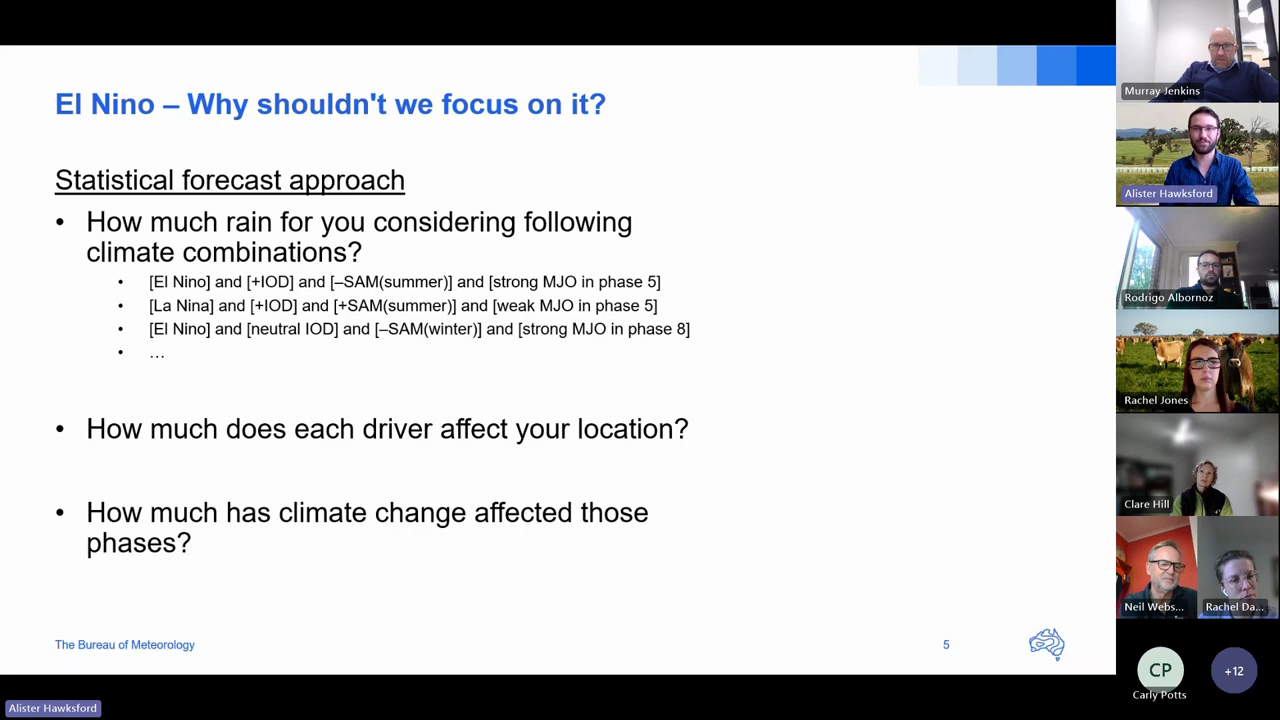 El Nino – Why shouldn't we focus on it?
Statistical forecast approach
• How much rain for you considering following
climate combinations?
• [El Nino] and [+IOD] and [–SAM(summer)] and [strong MJO in phase 5]
• [La Nina] and [+IOD] and [+SAM(summer)] and [weak MJO in phase 5]
• [El Nino] and [neutral IOD] and [–SAM(winter)] and [strong MJO in phase 8]
• …
• How much does each driver affect your location?
• How much has climate change affected those
phases?
The Bureau of Meteorology
5
Alister Hawksford
Murray Jenkins
Alister Hawksford
Rodrigo Albornoz
Rachel Jones
Clare Hill
Neil Webs...
Rachel Da...
CP
Carly Potts
+12